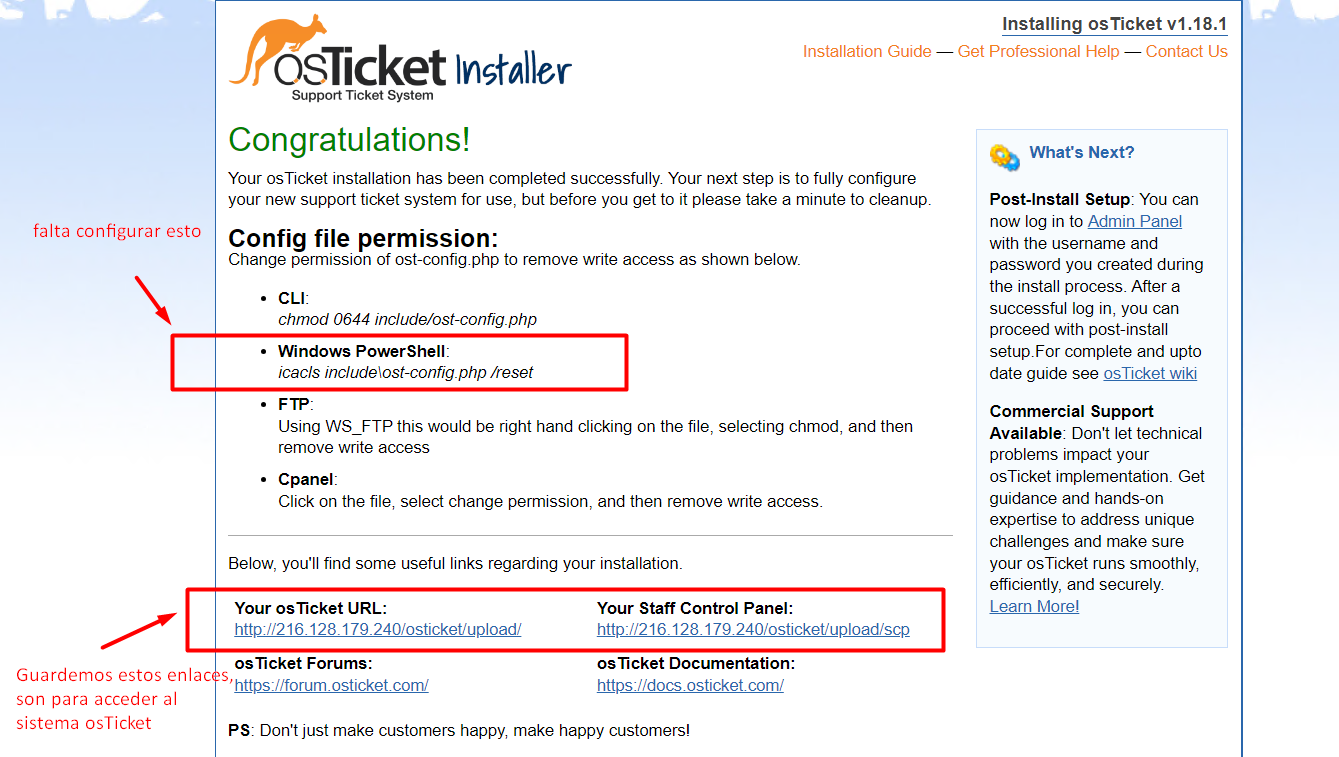 Installing osTicket v1.18.1
Installation Guide — Get Professional Help — Contact Us
osTicket Installer
Support Ticket System
Congratulations!
Your osTicket installation has been completed successfully. Your next step is to fully configure
your new support ticket system for use, but before you get to it please take a minute to cleanup.
falta configurar esto
Config file permission:
Change permission of ost-config.php to remove write access as shown below.
• CLI:
chmod 0644 include/ost-config.php
• Windows PowerShell:
icacls include\ost-config.php /reset
• FTP:
Using WS_FTP this would be right hand clicking on the file, selecting chmod, and then
remove write access
• Cpanel:
Click on the file, select change permission, and then remove write access.
Below, you'll find some useful links regarding your installation.
Your osTicket URL:
http://216.128.179.240/osticket/upload/
Your Staff Control Panel:
http://216.128.179.240/osticket/upload/scp
Guardemos estos enlaces,
son para acceder al
sistema osTicket
osTicket Forums:
https://forum.osticket.com/
osTicket Documentation:
https://docs.osticket.com/
PS: Don't just make customers happy, make happy customers!
What's Next?
Post-Install Setup: You can
now log in to Admin Panel
with the username and
password you created during
the install process. After a
successful log in, you can
proceed with post-install
setup.For complete and upto
date guide see osTicket wiki
Commercial Support
Available: Don't let technical
problems impact your
osTicket implementation. Get
guidance and hands-on
expertise to address unique
challenges and make sure
your osTicket runs smoothly,
efficiently, and securely.
Learn More!